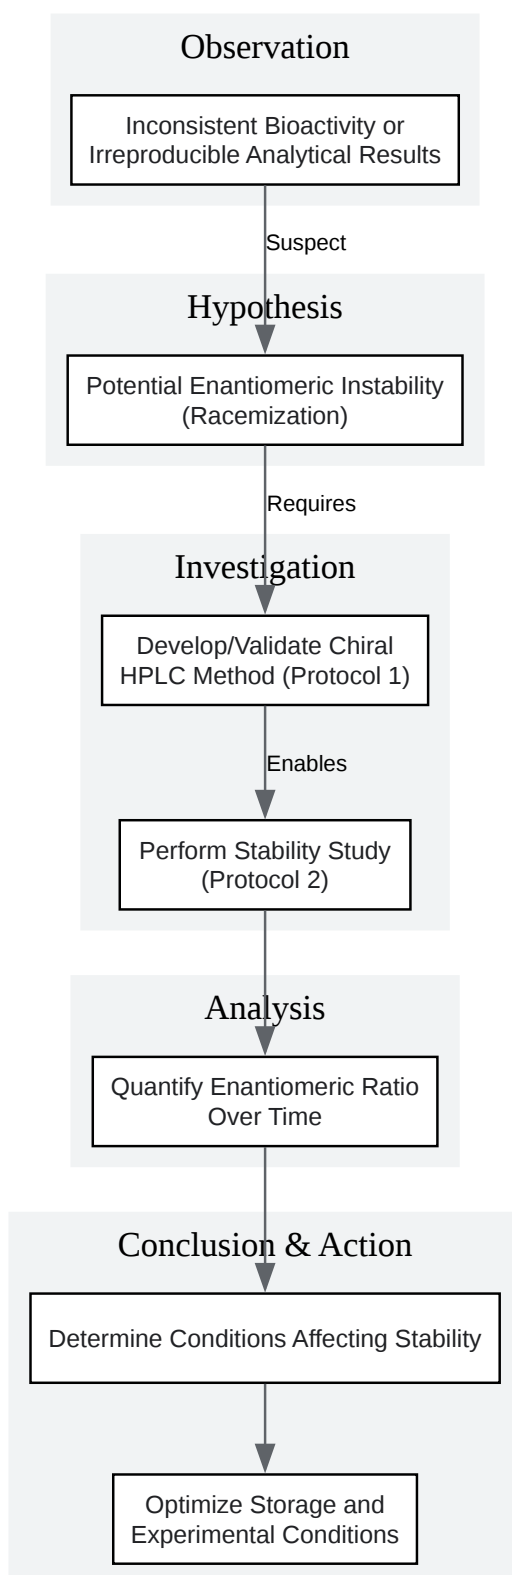 Observation
Inconsistent Bioactivity or
Irreproducible Analytical Results
Suspect
Hypothesis
Potential Enantiomeric Instability
(Racemization)
Requires
Investigation
Develop/Validate Chiral
HPLC Method (Protocol 1)
Enables
Perform Stability Study
(Protocol 2)
Analysis
Quantify Enantiomeric Ratio
Over Time
Conclusion & Action
Determine Conditions Affecting Stability
Optimize Storage and
Experimental Conditions